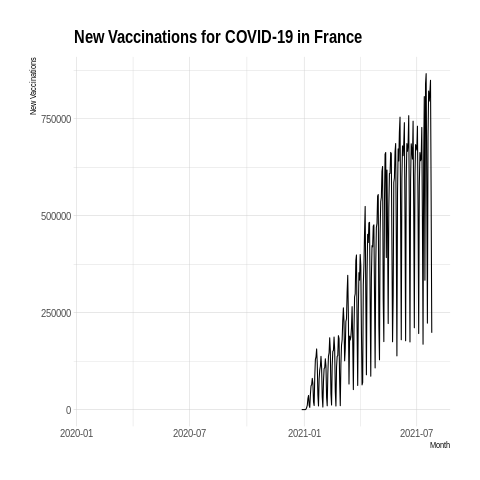 New Vaccinations for COVID-19 in France
New Vaccinations
750000
500000
250000
0
2020-01 2020-07 2021-01 2021-07
Month